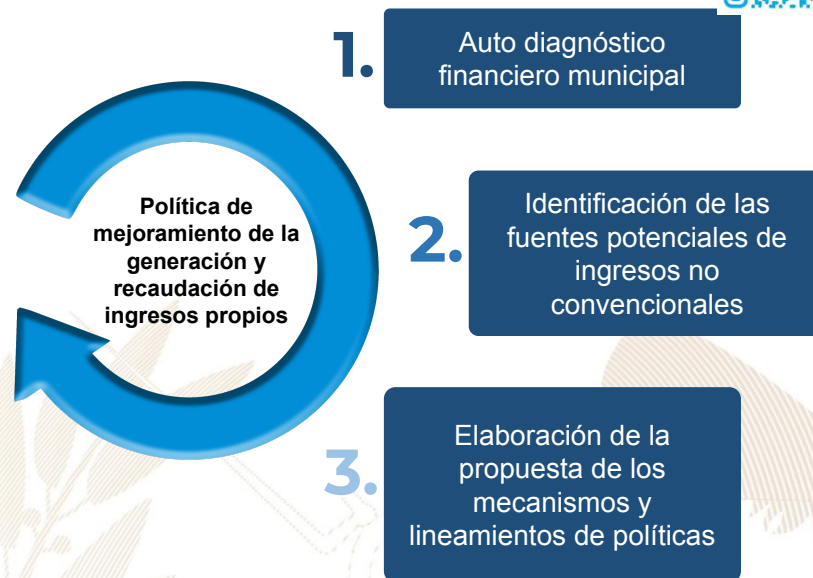 1.
Auto diagnóstico
financiero municipal
Política de
mejoramiento de la
generación y
recaudación de
ingresos propios
2.
Identificación de las
fuentes potenciales de
ingresos no
convencionales
3.
Elaboración de la
propuesta de los
mecanismos y
lineamientos de políticas